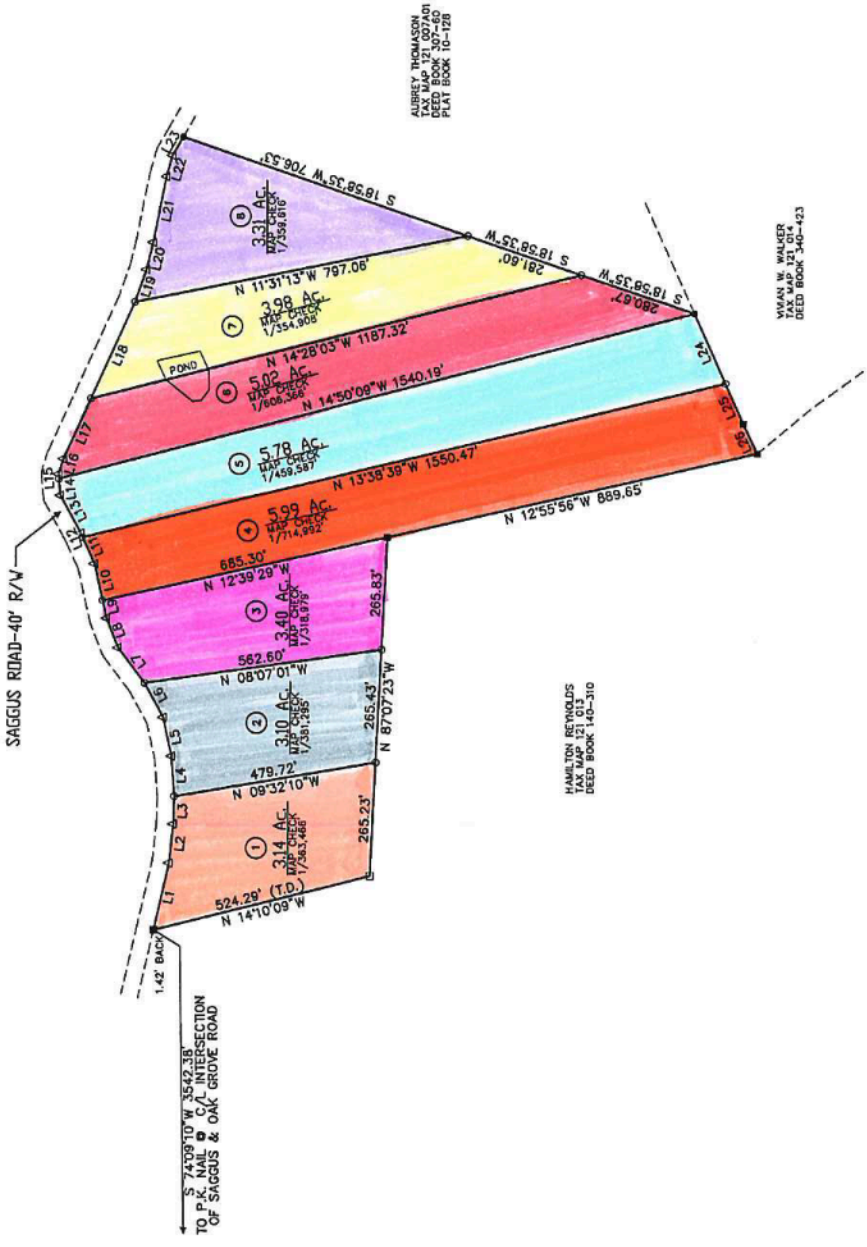 SAGGUS ROAD-40' R/W
1.42' BACK
S 74°09'10"W 3542.38'
TO P.K. NAIL @ C/L INTERSECTION
OF SAGGUS & OAK GROVE ROAD
L1
L2
L3
L4
L5
L6
L7
L8
L9
L10
L11
L12
L13
L14
L15
L16
L17
L18
L19
L20
L21
L22
L23
1
3.14 AC.
MAP CHECK
1/363,466'
524.29' (T.D.)
N 14°10'09"W
265.23'
2
3.10 AC.
MAP CHECK
1/381,295'
479.72'
N 09°32'10"W
265.43'
N 87°07'23"W
3
3.40 AC.
MAP CHECK
1/318,979'
562.60'
N 08°07'01"W
265.83'
4
5.99 AC.
MAP CHECK
1/714,992'
685.30'
N 12°39'29"W
N 12°55'56"W 889.65'
5
5.78 AC.
MAP CHECK
1/459,587'
N 13°38'39"W 1550.47'
6
5.02 AC.
MAP CHECK
1/608,366'
N 14°50'09"W 1540.19'
POND
7
3.98 AC.
MAP CHECK
1/354,908'
N 14°28'03"W 1187.32'
8
3.31 AC.
MAP CHECK
1/359,616'
N 11°31'13"W 797.06'
S 18°58'35"W 706.53'
S 18°58'35"W
281.60'
S 18°58'35"W
280.67'
L24
L25
L26
AUBREY THOMASON
TAX MAP 121 007A01
DEED BOOK 307-60
PLAT BOOK 10-128
VIVIAN W. WALKER
TAX MAP 121 014
DEED BOOK 340-423
HAMILTON REYNOLDS
TAX MAP 121 013
DEED BOOK 140-310